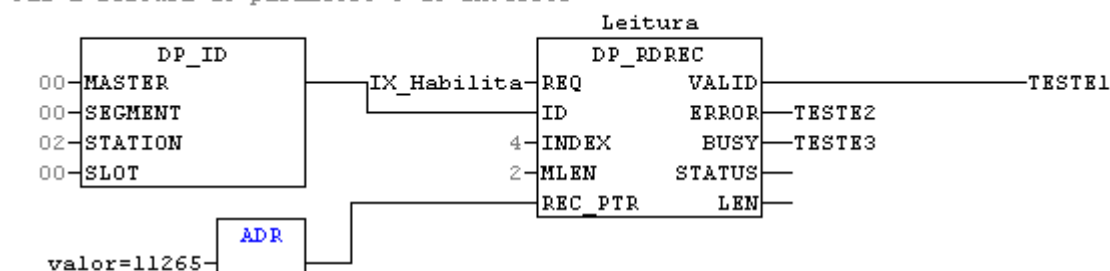 Leitura
DP_ID DP_RDREC
00 MASTER IX_Habilita REQ VALID TESTE1
00 SEGMENT ID ERROR TESTE2
02 STATION 4 INDEX BUSY TESTE3
00 SLOT 2 MLEN STATUS
REC_PTR LEN
ADR
valor=11265